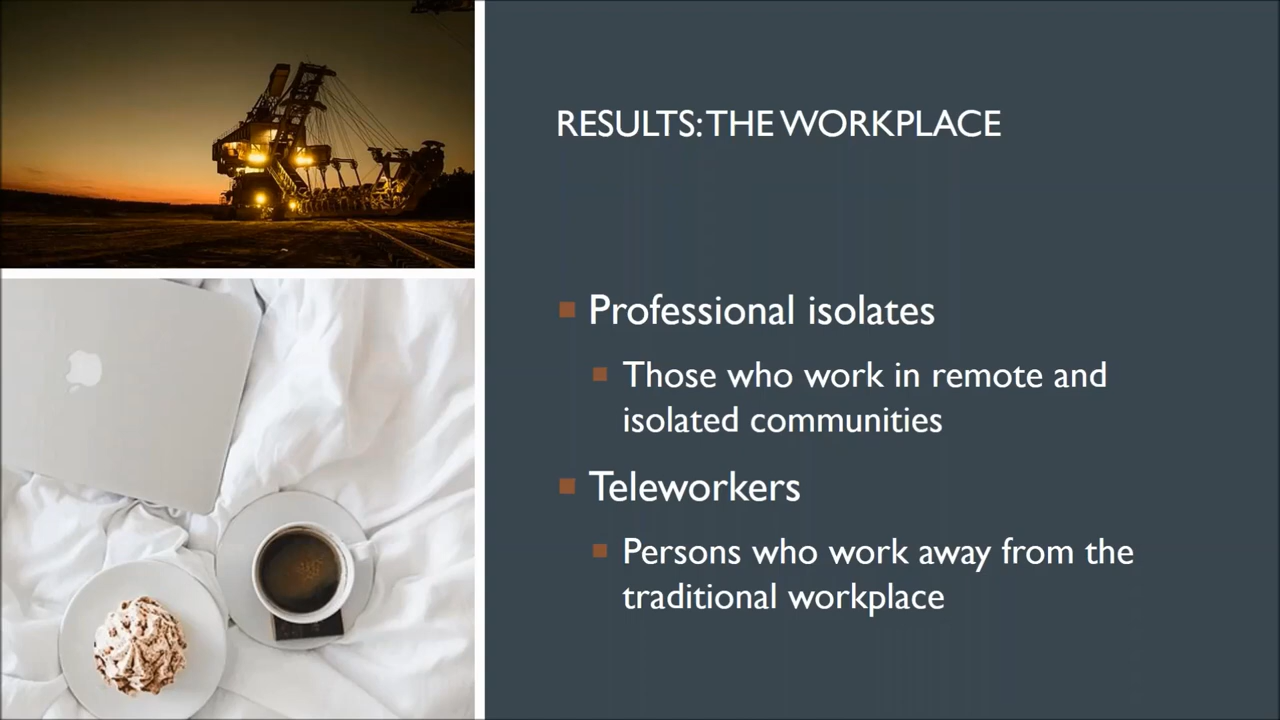 RESULTS: THE WORKPLACE
Professional isolates
Those who work in remote and
isolated communities
Teleworkers
Persons who work away from the
traditional workplace